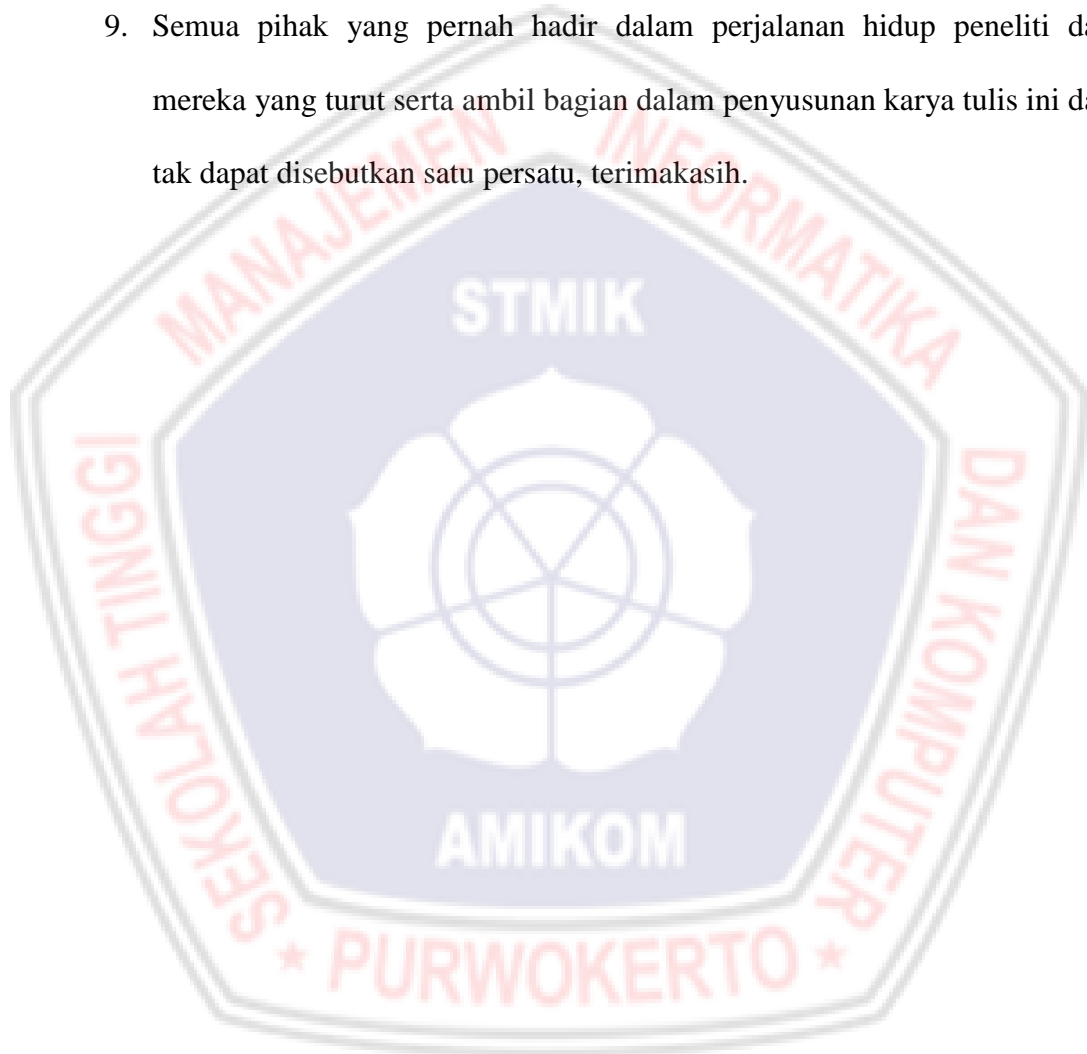 9. Semua pihak yang pernah hadir dalam perjalanan hidup peneliti da
mereka yang turut serta ambil bagian dalam penyusunan karya tulis ini da
tak dapat disebutkan satu persatu, terimakasih.
SEKOLAH TINGGI MANAJEMEN INFORMATIKA DAN KOMPUTER
STMIK
AMIKOM
* PURWOKERTO *